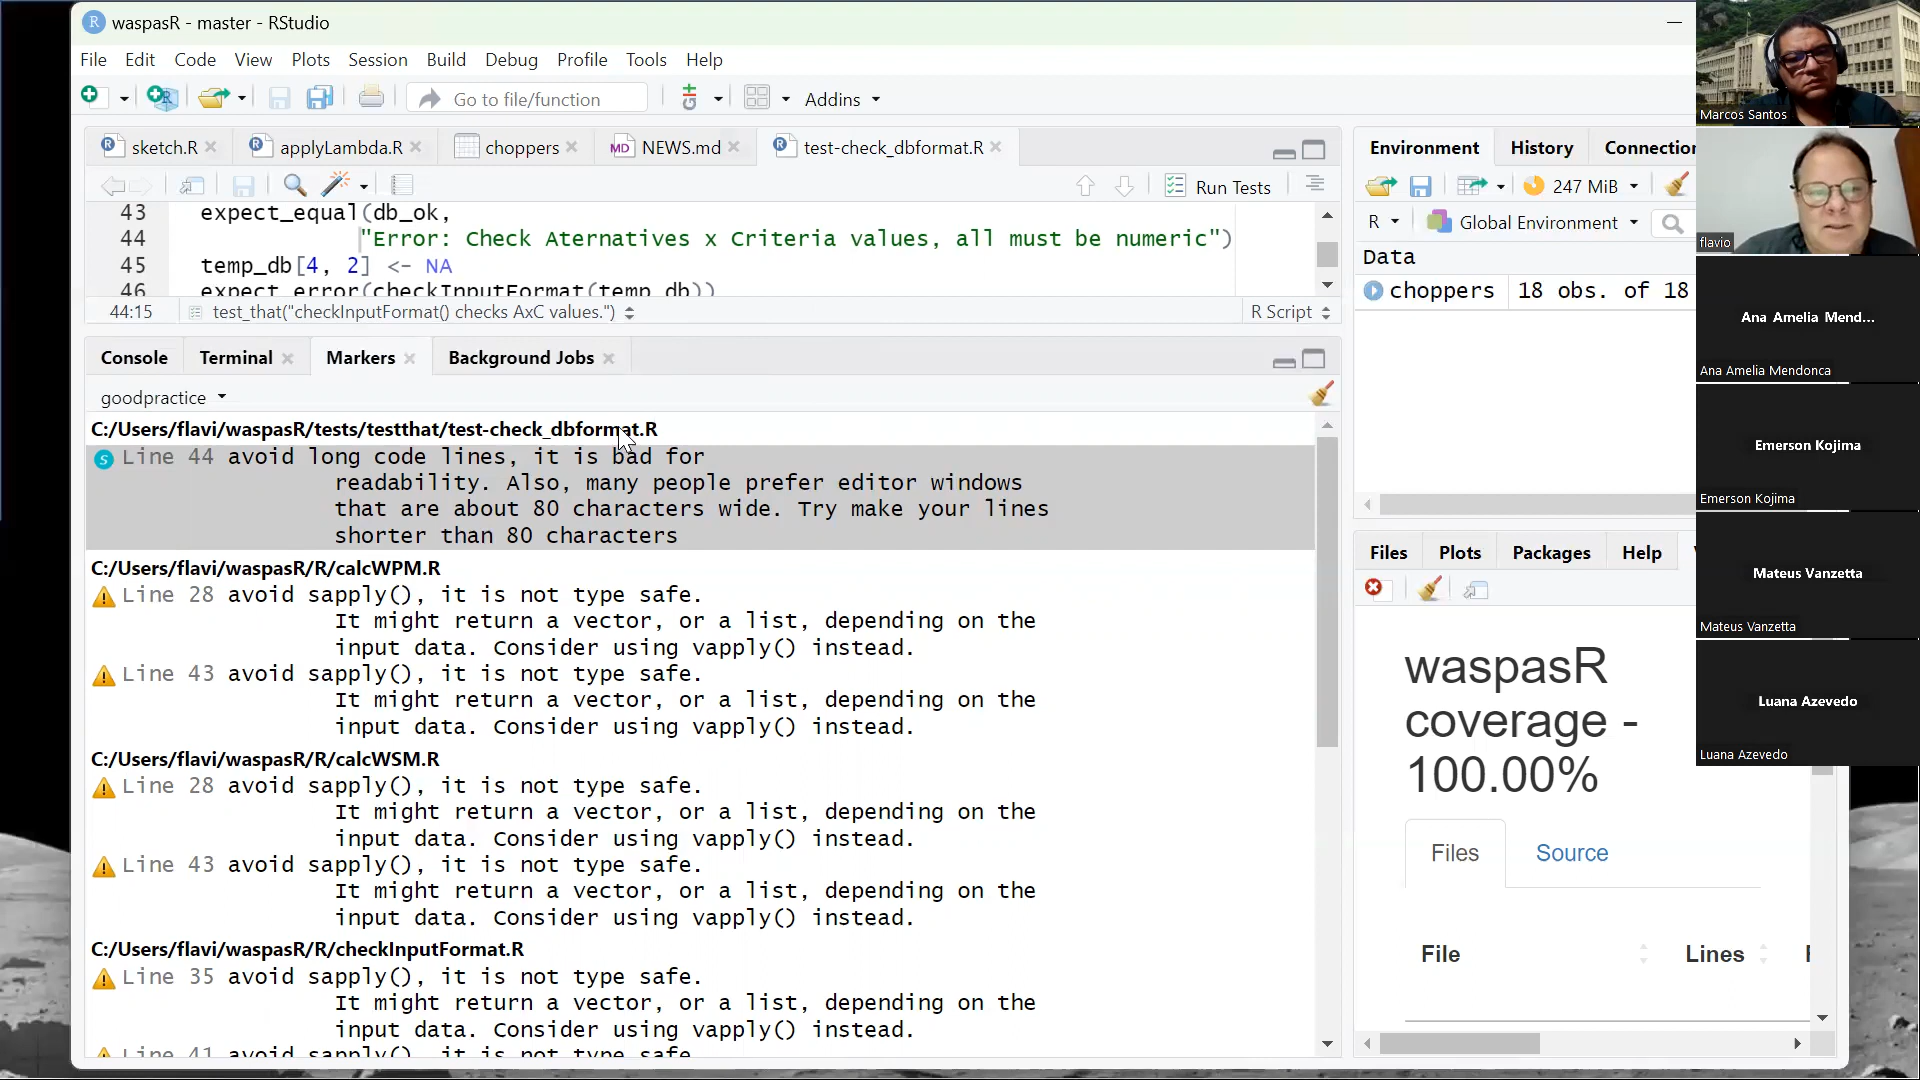 waspasR - master - RStudio
File Edit Code View Plots Session Build Debug Profile Tools Help
Go to file/function
Addins
sketch.R
applyLambda.R
choppers
NEWS.md
test-check_dbformat.R
Run Tests
43 expect_equal(db_ok,
44 "Error: Check Aternatives x Criteria values, all must be numeric")
45 temp_db[4, 2] <- NA
46 expect_error(checkInputFormat(temp_db))
44:15 test_that("checkInputFormat() checks AxC values.") R Script
Console Terminal Markers Background Jobs
goodpractice
C:/Users/flavi/waspasR/tests/testthat/test-check_dbformat.R
Line 44 avoid long code lines, it is bad for
readability. Also, many people prefer editor windows
that are about 80 characters wide. Try make your lines
shorter than 80 characters
C:/Users/flavi/waspasR/R/calcWPM.R
Line 28 avoid sapply(), it is not type safe.
It might return a vector, or a list, depending on the
input data. Consider using vapply() instead.
Line 43 avoid sapply(), it is not type safe.
It might return a vector, or a list, depending on the
input data. Consider using vapply() instead.
C:/Users/flavi/waspasR/R/calcWSM.R
Line 28 avoid sapply(), it is not type safe.
It might return a vector, or a list, depending on the
input data. Consider using vapply() instead.
Line 43 avoid sapply(), it is not type safe.
It might return a vector, or a list, depending on the
input data. Consider using vapply() instead.
C:/Users/flavi/waspasR/R/checkInputFormat.R
Line 35 avoid sapply(), it is not type safe.
It might return a vector, or a list, depending on the
input data. Consider using vapply() instead.
Line 41 avoid sapply(), it is not type safe.
Environment History
247 MiB
R Global Environment
Data
choppers 18 obs. of 18
Files Plots Packages Help
waspasR
coverage -
100.00%
Files Source
File Lines
Marcos Santos
flavio
Ana Amelia Mend...
Ana Amelia Mendonca
Emerson Kojima
Emerson Kojima
Mateus Vanzetta
Mateus Vanzetta
Luana Azevedo
Luana Azevedo